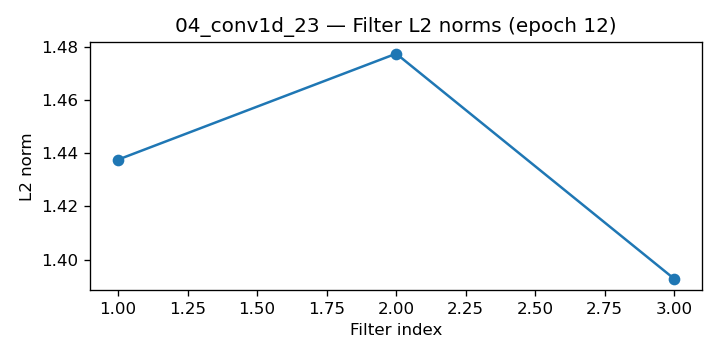 04_conv1d_23 — Filter L2 norms (epoch 12)
1.48
1.46
1.44
1.42
1.40
L2 norm
1.00 1.25 1.50 1.75 2.00 2.25 2.50 2.75 3.00
Filter index